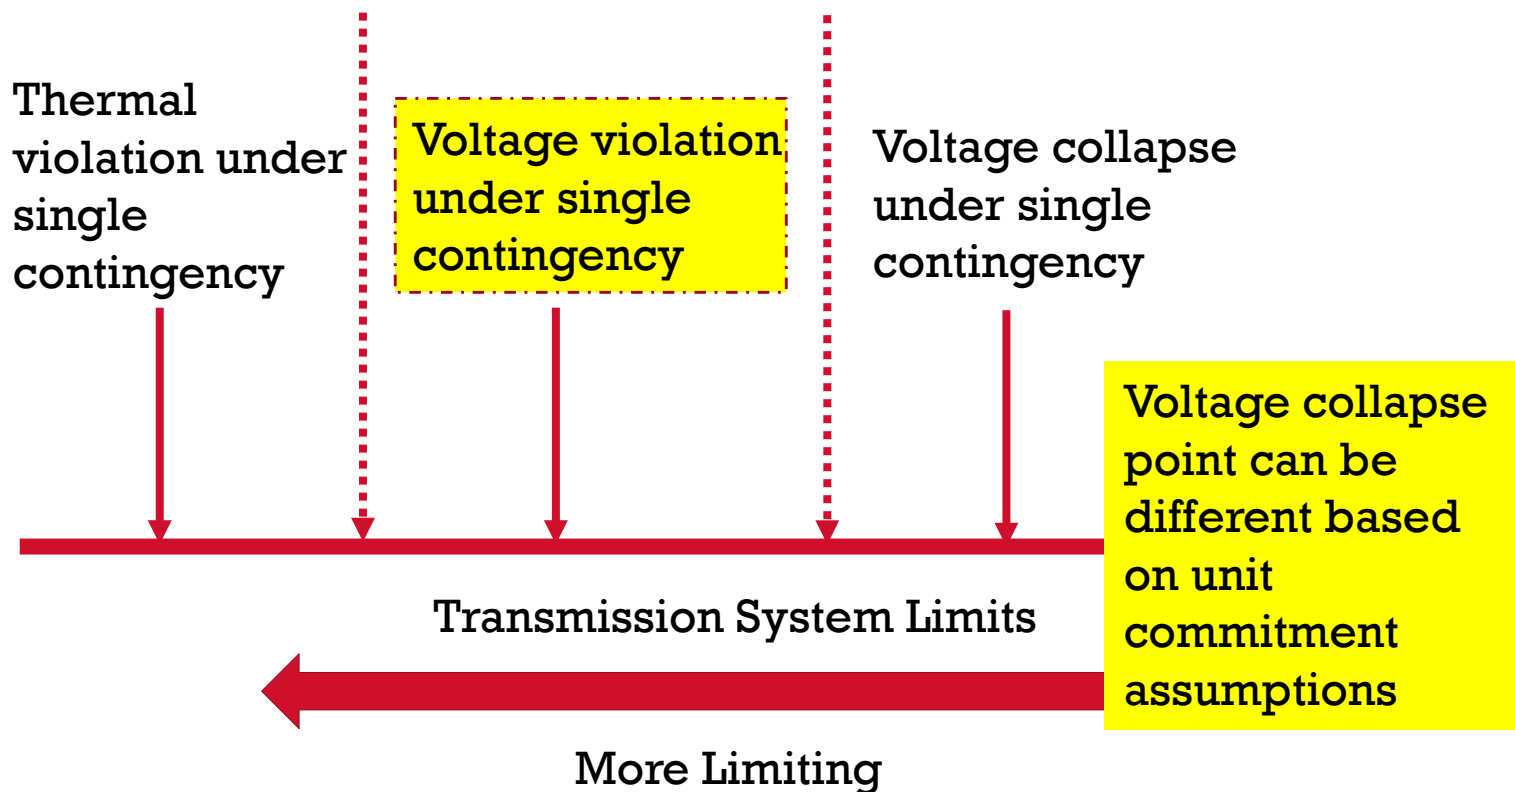 Thermal
violation under
single
contingency
Voltage violation
under single
contingency
Voltage collapse
under single
contingency
Voltage collapse
point can be
different based
on unit
commitment
assumptions
Transmission System Limits
More Limiting